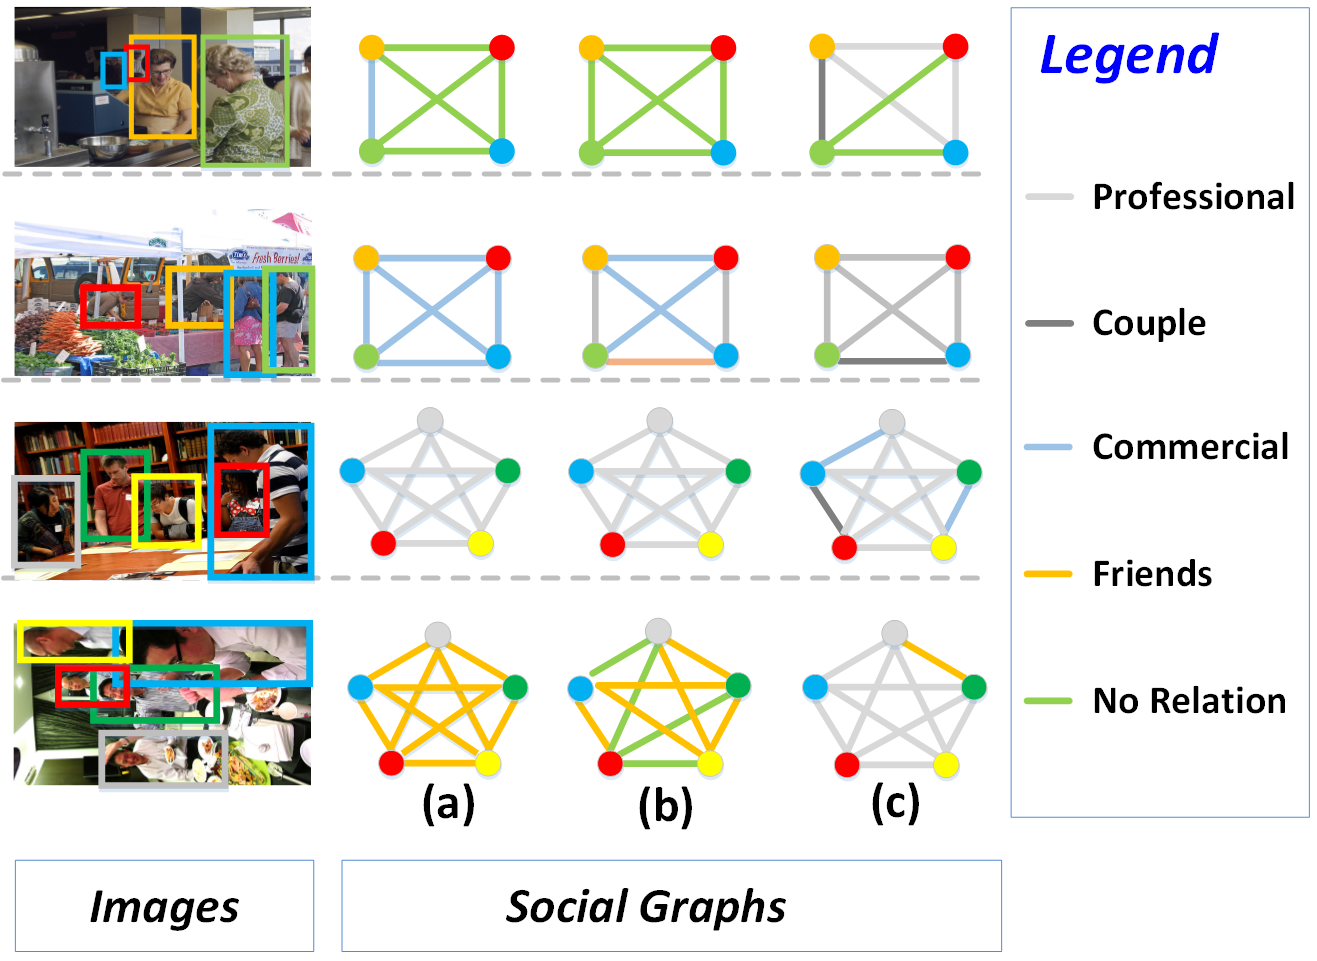 Legend
Professional
Fresh Berries!
Couple
Commercial
Friends
No Relation
(a)
(b)
(c)
Images
Social Graphs